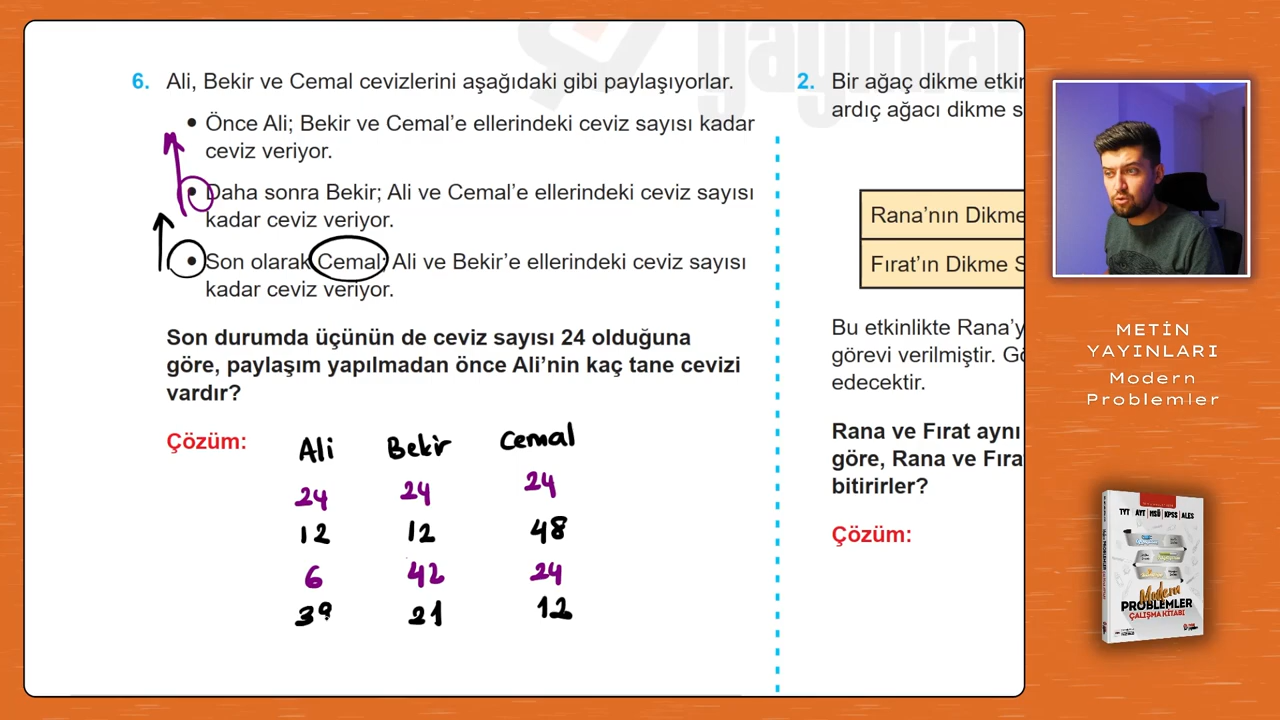 6. Ali, Bekir ve Cemal cevizlerini aşağıdaki gibi paylaşıyorlar.
• Önce Ali; Bekir ve Cemal’e ellerindeki ceviz sayısı kadar
ceviz veriyor.
• Daha sonra Bekir; Ali ve Cemal’e ellerindeki ceviz sayısı
kadar ceviz veriyor.
• Son olarak Cemal; Ali ve Bekir’e ellerindeki ceviz sayısı
kadar ceviz veriyor.
Son durumda üçünün de ceviz sayısı 24 olduğuna
göre, paylaşım yapılmadan önce Ali’nin kaç tane cevizi
vardır?
Çözüm:
Ali Bekir Cemal
24 24 24
12 12 48
6 42 24
39 21 12
2. Bir ağaç dikme etkin
ardıç ağacı dikme s
Rana’nın Dikme
Fırat’ın Dikme S
Bu etkinlikte Rana’y
görevi verilmiştir. Gö
edecektir.
Rana ve Fırat aynı
göre, Rana ve Fıra
bitirirler?
Çözüm:
METİN
YAYINLARI
Modern
Problemler
TYT AYT MSÜ KPSS ALES
Modern
PROBLEMLER
ÇALIŞMA KİTABI